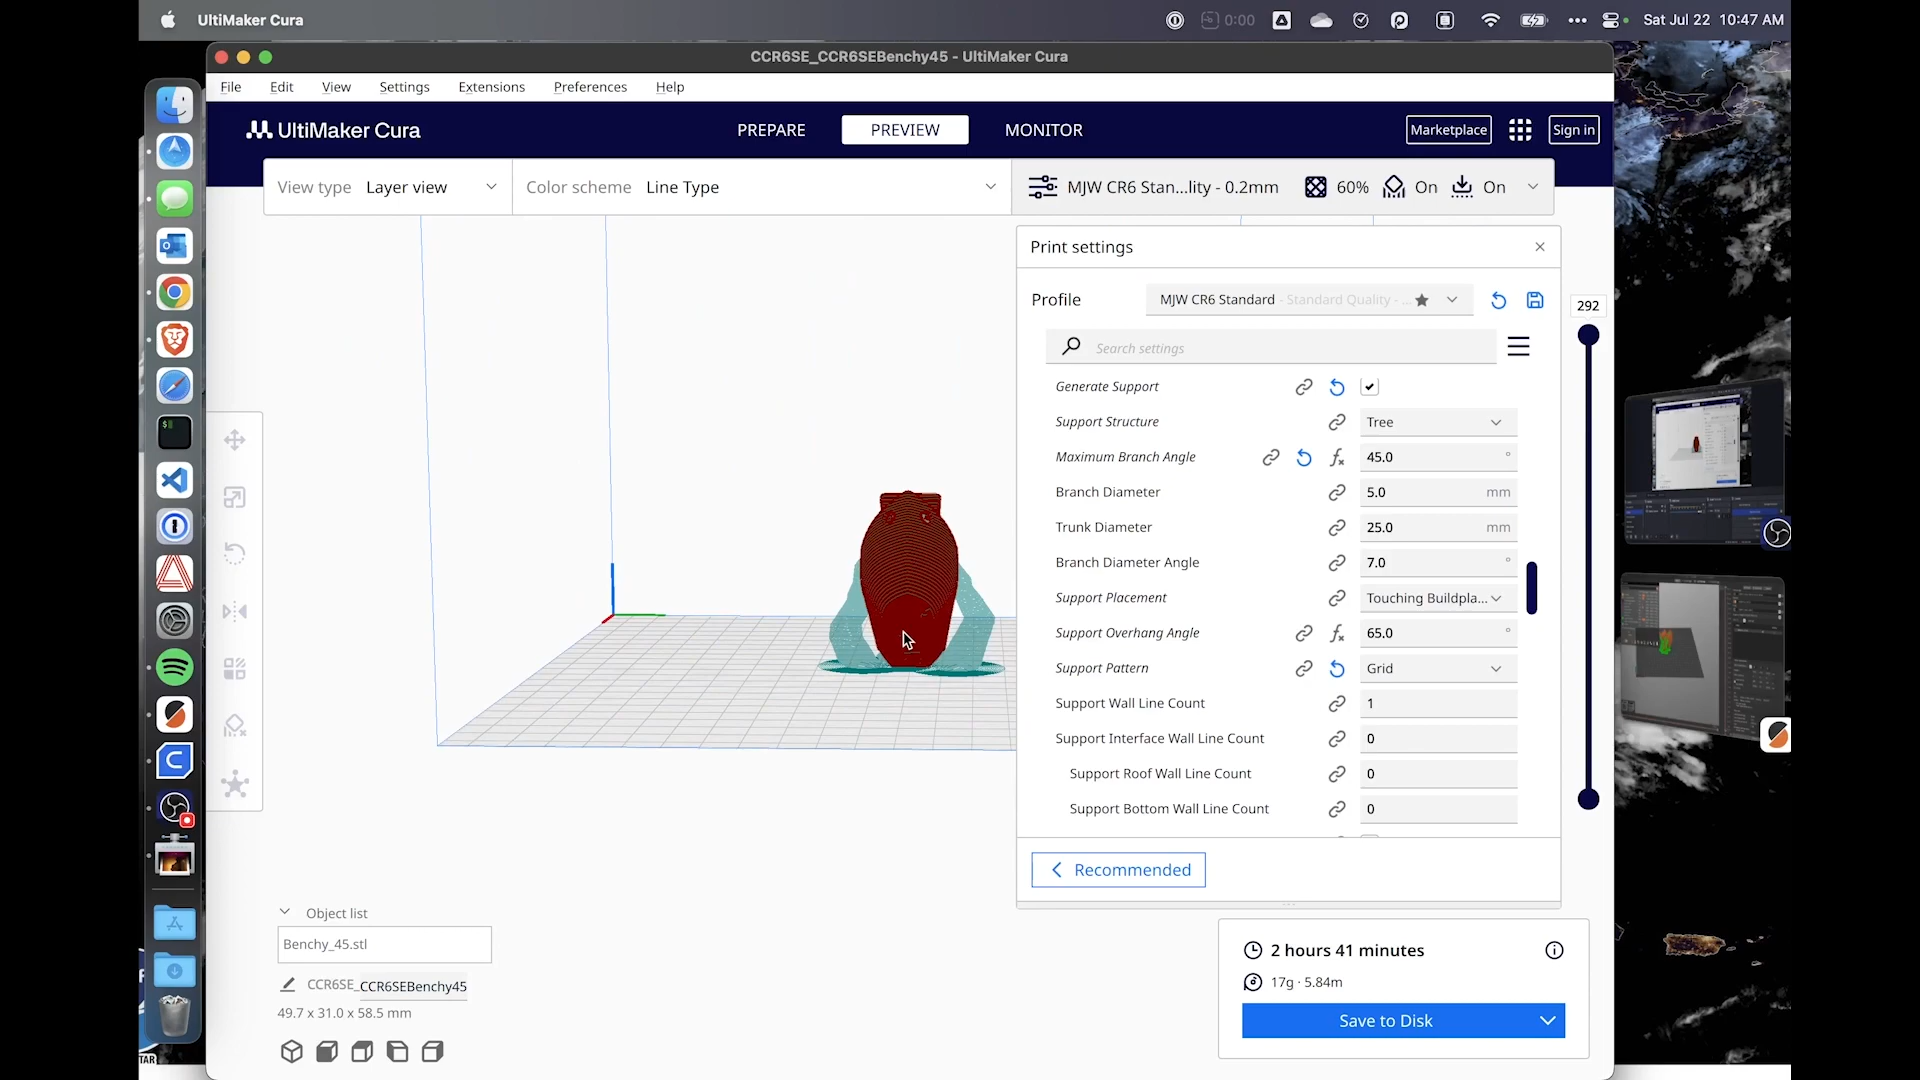 UltiMaker Cura
0:00
Sat Jul 22 10:47 AM
CCR6SE_CCR6SEBenchy45 - UltiMaker Cura
File Edit View Settings Extensions Preferences Help
UltiMaker Cura
PREPARE PREVIEW MONITOR
Marketplace
Sign in
View type Layer view
Color scheme Line Type
MJW CR6 Stan...lity - 0.2mm
60%
On
On
Print settings
Profile
MJW CR6 Standard - Standard Quality - ...
292
Search settings
Generate Support
Support Structure Tree
Maximum Branch Angle 45.0 °
Branch Diameter 5.0 mm
Trunk Diameter 25.0 mm
Branch Diameter Angle 7.0 °
Support Placement Touching Buildpla...
Support Overhang Angle 65.0 °
Support Pattern Grid
Support Wall Line Count 1
Support Interface Wall Line Count 0
Support Roof Wall Line Count 0
Support Bottom Wall Line Count 0
Recommended
Object list
Benchy_45.stl
CCR6SE_CCR6SEBenchy45
49.7 x 31.0 x 58.5 mm
2 hours 41 minutes
17g · 5.84m
Save to Disk
TAR